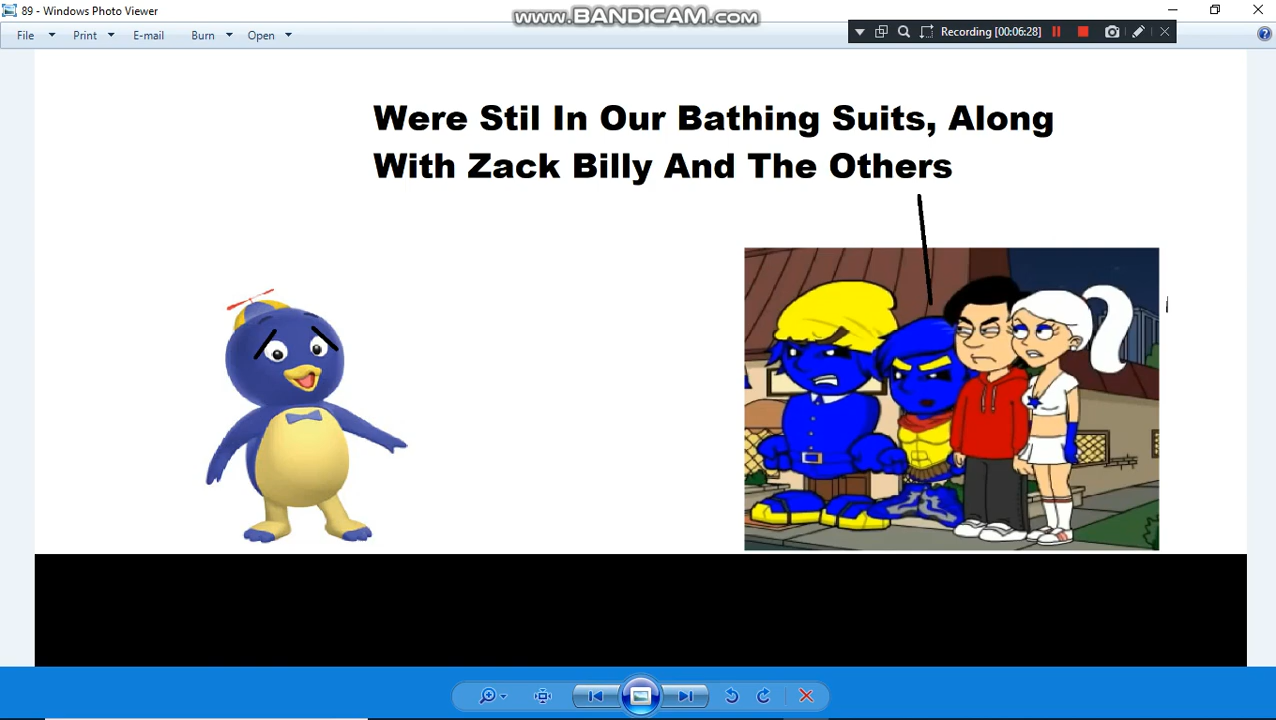 89 - Windows Photo Viewer
www.BANDICAM.com
File Print E-mail Burn Open
Recording [00:06:28]
Were Stil In Our Bathing Suits, Along
With Zack Billy And The Others